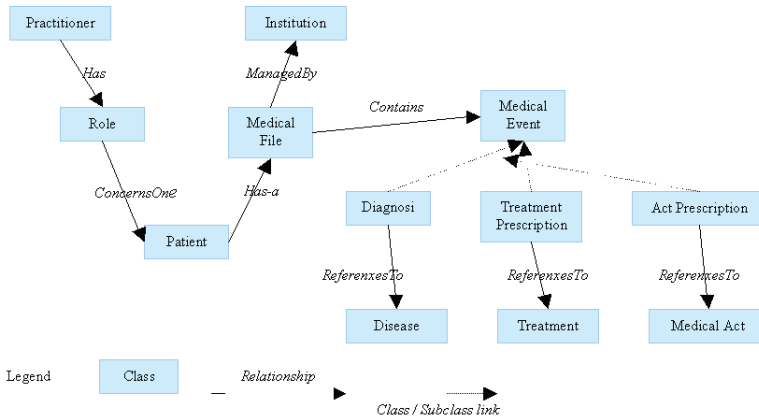 Practitioner
Institution
Has
ManagedBy
Role
Medical
File
Contains
Medical
Event
ConcernsOne
Has-a
Patient
Diagnosi
Treatment
Prescription
Act Prescription
ReferenxesTo
ReferenxesTo
ReferenxesTo
Disease
Treatment
Medical Act
Legend
Class
Relationship
Class / Subclass link